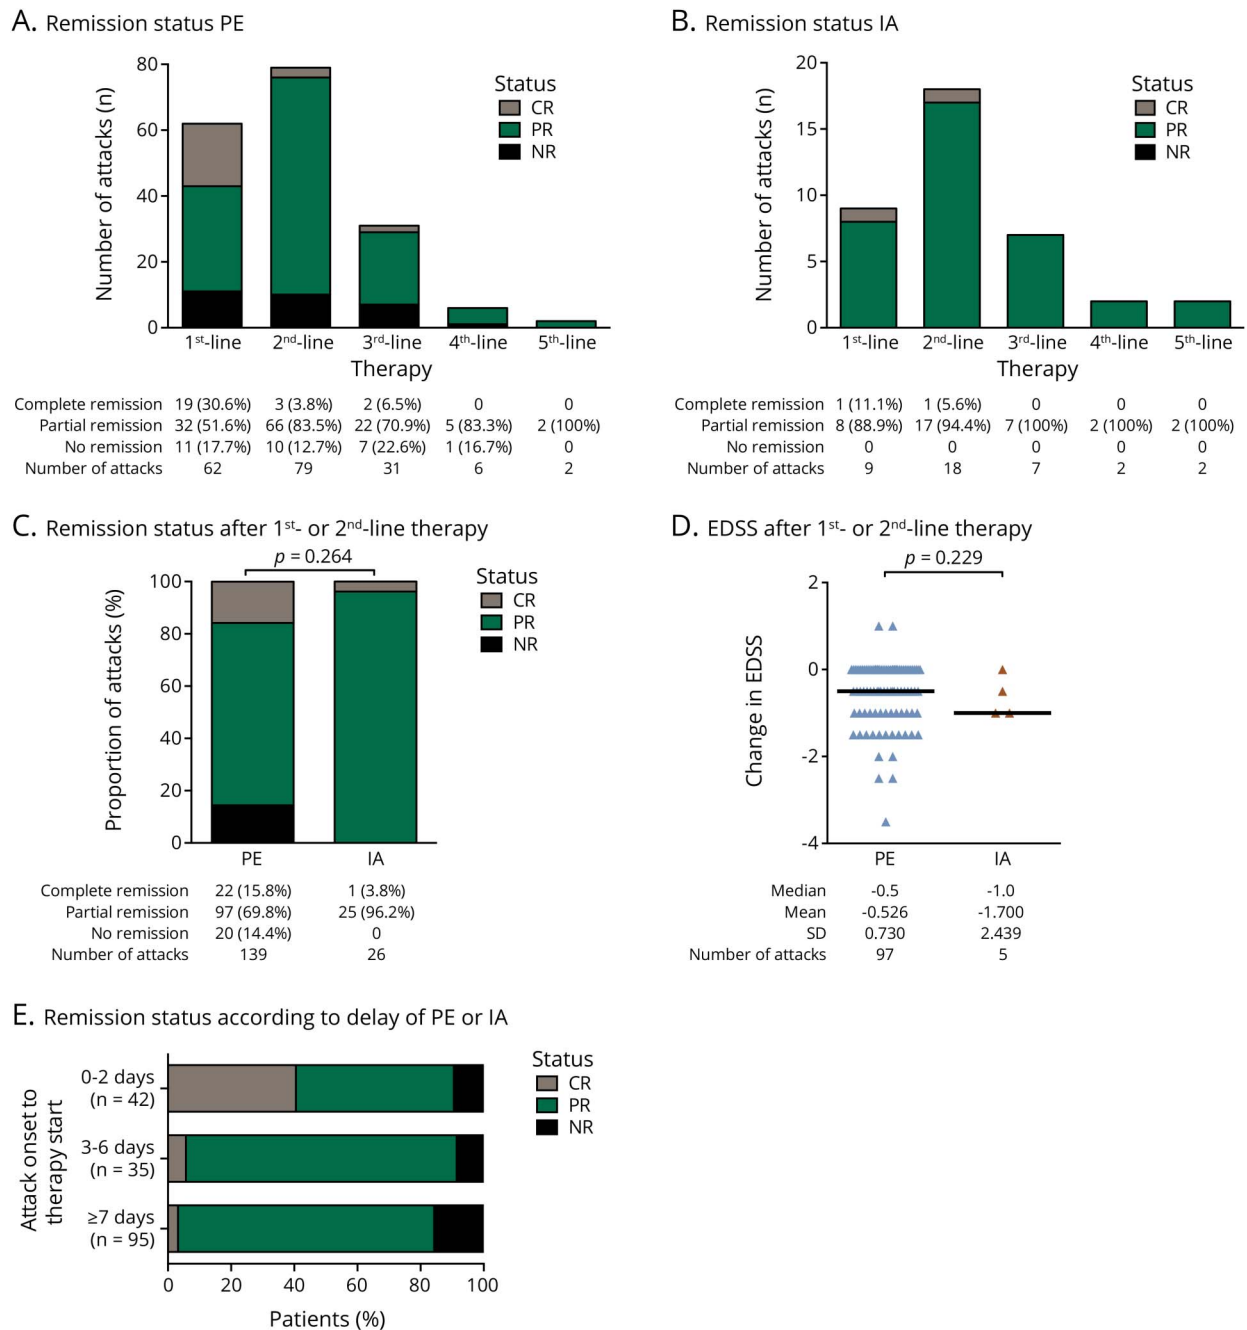 A. Remission status PE
Number of attacks (n)
80
60
40
20
0
Status
CR
PR
NR
1st-line 2nd-line 3rd-line 4th-line 5th-line
Therapy
Complete remission 19 (30.6%) 3 (3.8%) 2 (6.5%) 0 0
Partial remission 32 (51.6%) 66 (83.5%) 22 (70.9%) 5 (83.3%) 2 (100%)
No remission 11 (17.7%) 10 (12.7%) 7 (22.6%) 1 (16.7%) 0
Number of attacks 62 79 31 6 2
B. Remission status IA
Number of attacks (n)
20
15
10
5
0
Status
CR
PR
NR
1st-line 2nd-line 3rd-line 4th-line 5th-line
Therapy
Complete remission 1 (11.1%) 1 (5.6%) 0 0 0
Partial remission 8 (88.9%) 17 (94.4%) 7 (100%) 2 (100%) 2 (100%)
No remission 0 0 0 0 0
Number of attacks 9 18 7 2 2
C. Remission status after 1st- or 2nd-line therapy
p = 0.264
Proportion of attacks (%)
100
80
60
40
20
0
Status
CR
PR
NR
PE IA
Complete remission 22 (15.8%) 1 (3.8%)
Partial remission 97 (69.8%) 25 (96.2%)
No remission 20 (14.4%) 0
Number of attacks 139 26
D. EDSS after 1st- or 2nd-line therapy
p = 0.229
Change in EDSS
2
0
-2
-4
PE IA
Median -0.5 -1.0
Mean -0.526 -1.700
SD 0.730 2.439
Number of attacks 97 5
E. Remission status according to delay of PE or IA
Attack onset to
therapy start
0-2 days
(n = 42)
3-6 days
(n = 35)
≥7 days
(n = 95)
Status
CR
PR
NR
0 20 40 60 80 100
Patients (%)